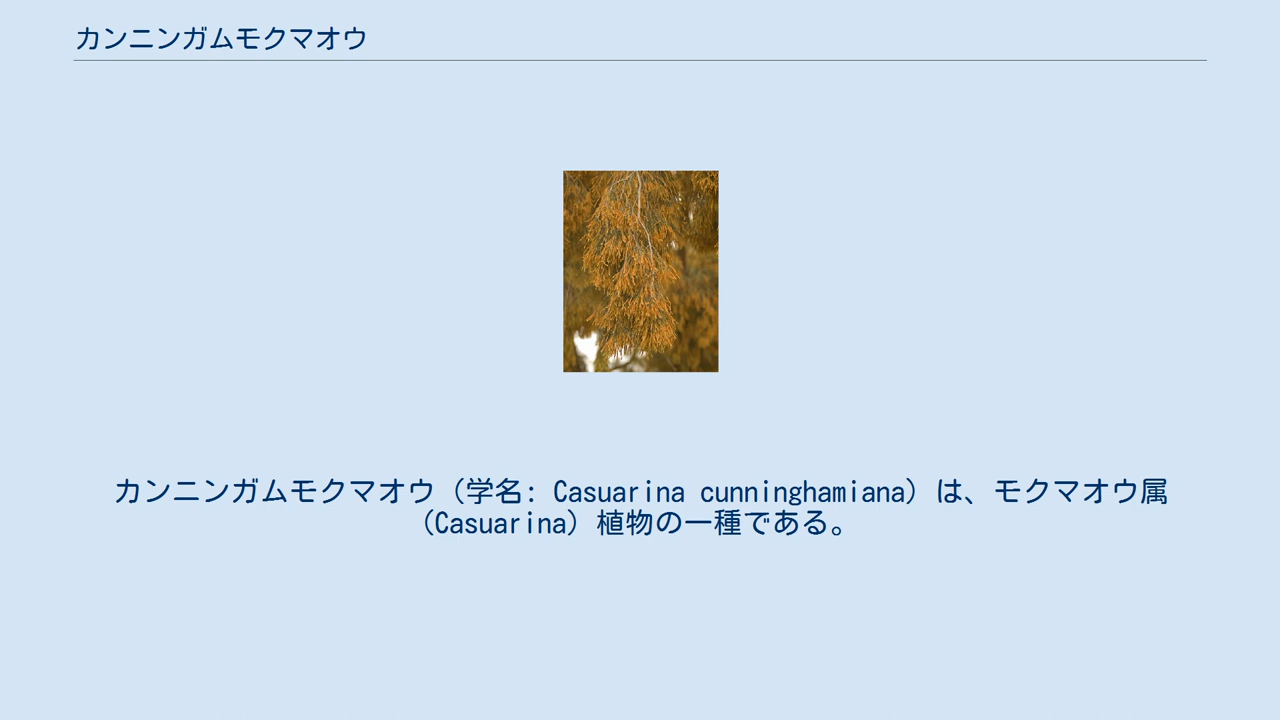 カンニンガムモクマオウ
カンニンガムモクマオウ（学名: Casuarina cunninghamiana）は、モクマオウ属
（Casuarina）植物の一種である。